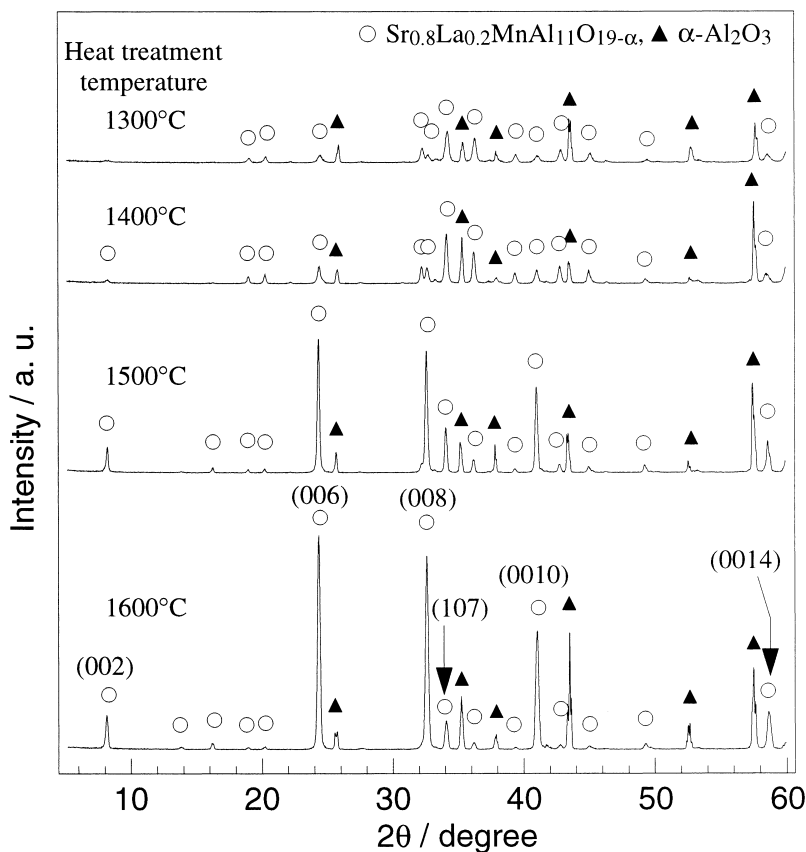 ○ Sr0.8La0.2MnAl11O19-α, ▲ α-Al2O3
Heat treatment
temperature
1300°C
1400°C
1500°C
(006)
(008)
(0010)
(0014)
1600°C
(107)
(002)
Intensity / a. u.
10 20 30 40 50 60
2θ / degree